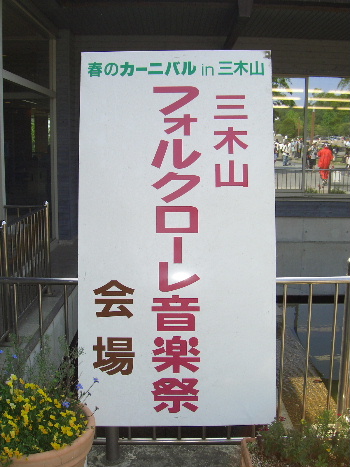 春のカーニバル in 三木山
三木山
フォルクローレ音楽祭
会場